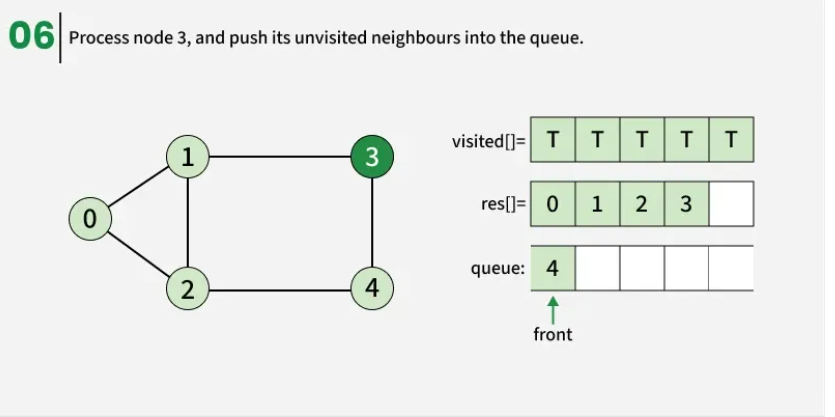 06
Process node 3, and push its unvisited neighbours into the queue.
0
1
2
3
4
visited[]= T T T T T
res[]= 0 1 2 3
queue: 4
front